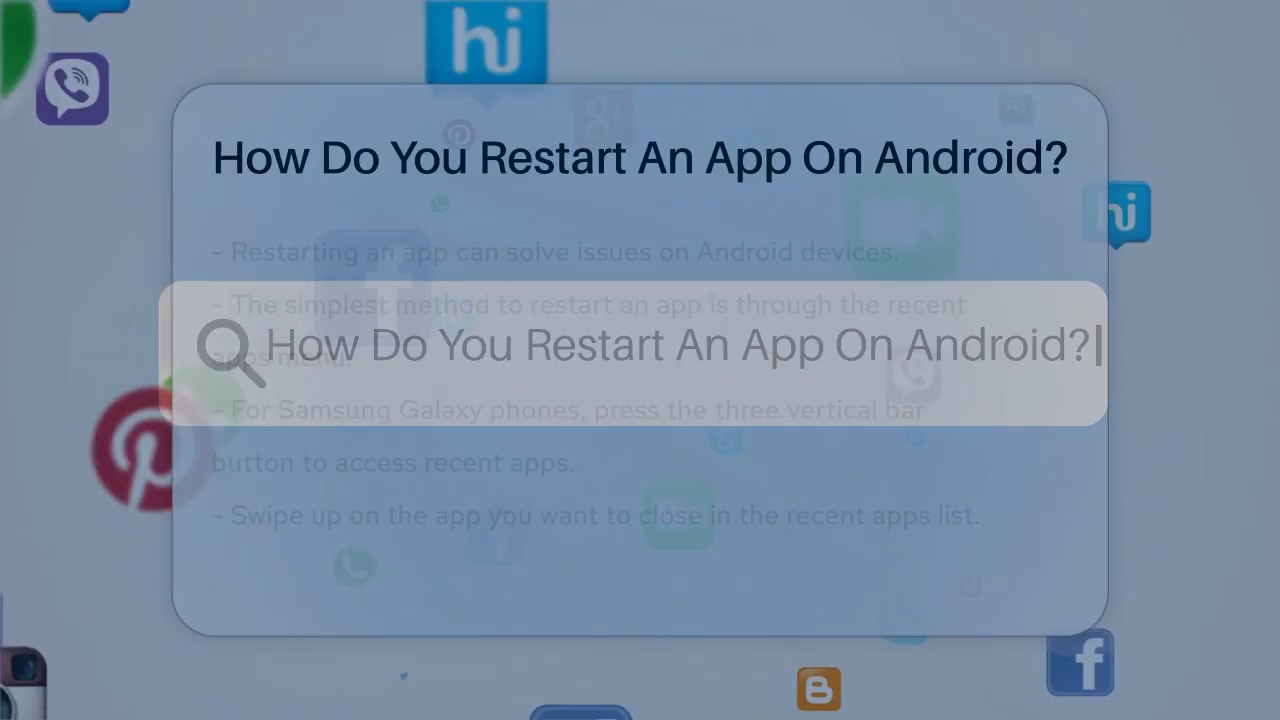 hi
How Do You Restart An App On Android?
g+
hi
- Restarting an app can solve issues on Android devices.
- The simplest method to restart an app is through the recent
apps menu.
How Do You Restart An App On Android?
- For Samsung Galaxy phones, press the three vertical bar
button to access recent apps.
- Swipe up on the app you want to close in the recent apps list.